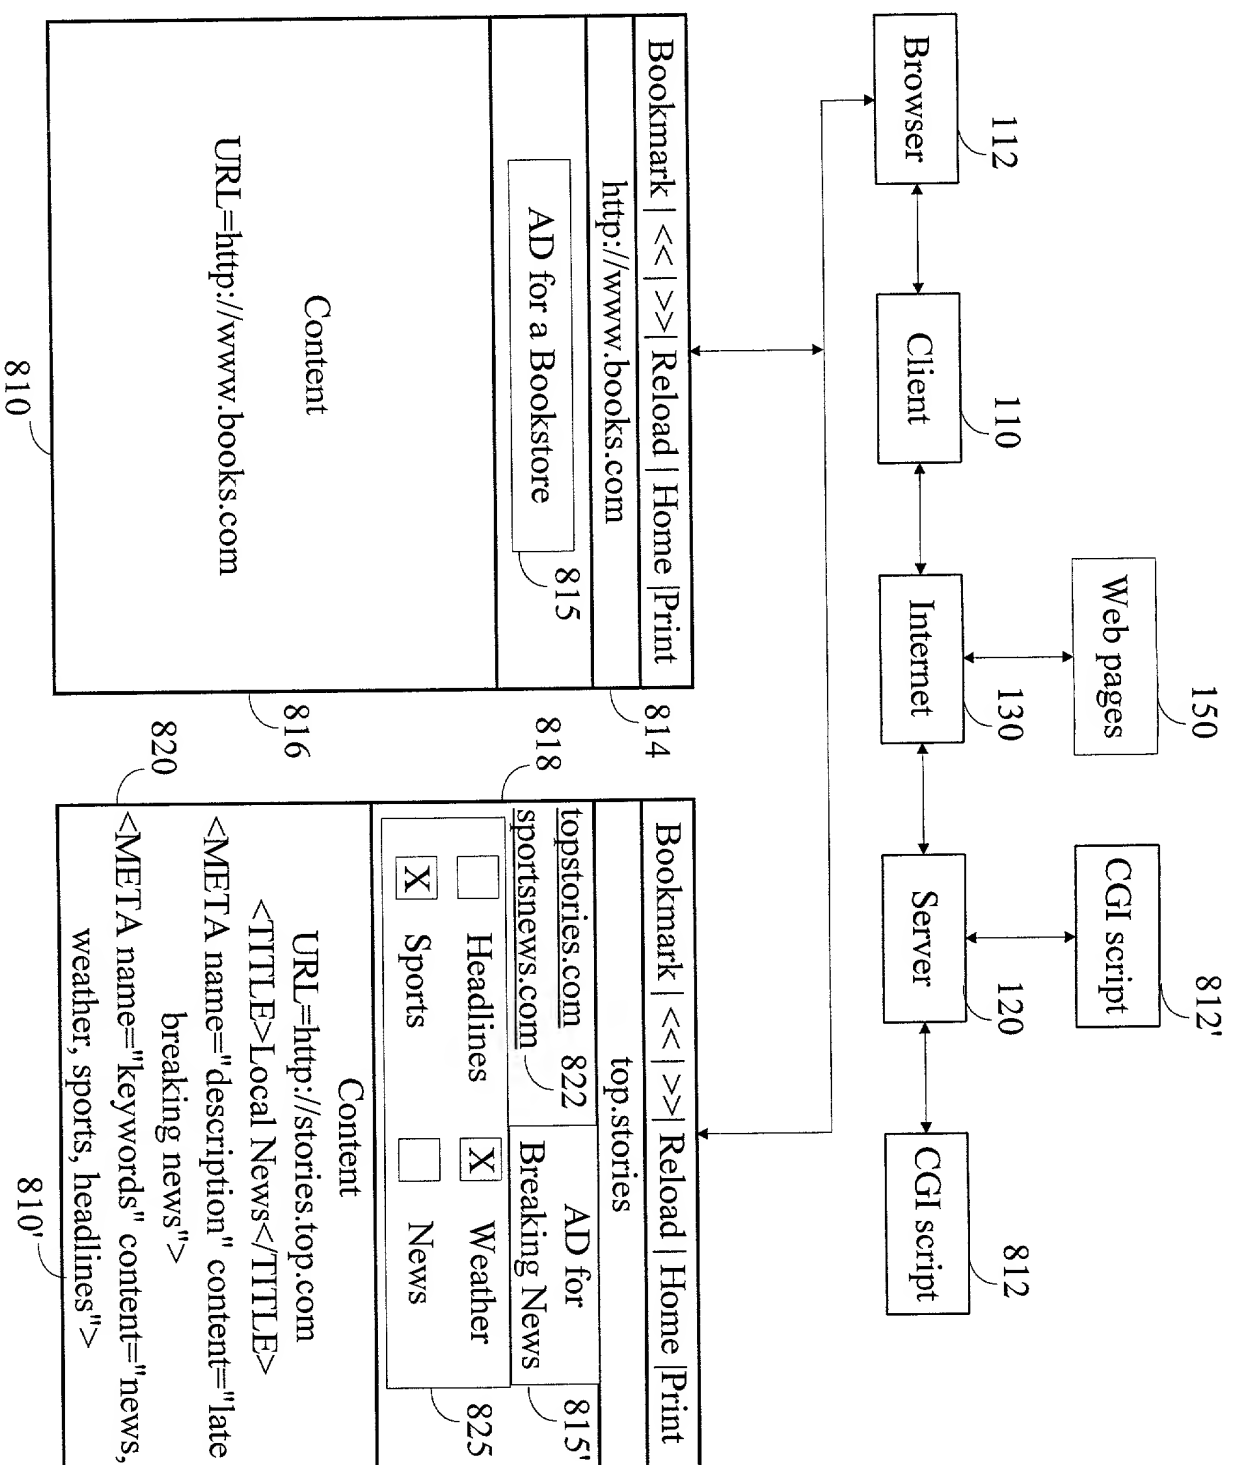 150
812'
Web pages
CGI script
112
110
130
120
812
Browser
Client
Internet
Server
CGI script
Bookmark | << | >>| Reload | Home |Print
814
http://www.books.com
AD for a Bookstore
815
Content
URL=http://www.books.com
816
810
Bookmark | << | >>| Reload | Home |Print
top.stories
818
topstories.com
sportsnews.com
822
AD for
Breaking News
815'
Headlines
X
Weather
X
Sports
News
825
Content
URL=http://stories.top.com
<TITLE>Local News</TITLE>
<META name="description" content="late
breaking news">
<META name="keywords" content="news,
weather, sports, headlines">
820
810'